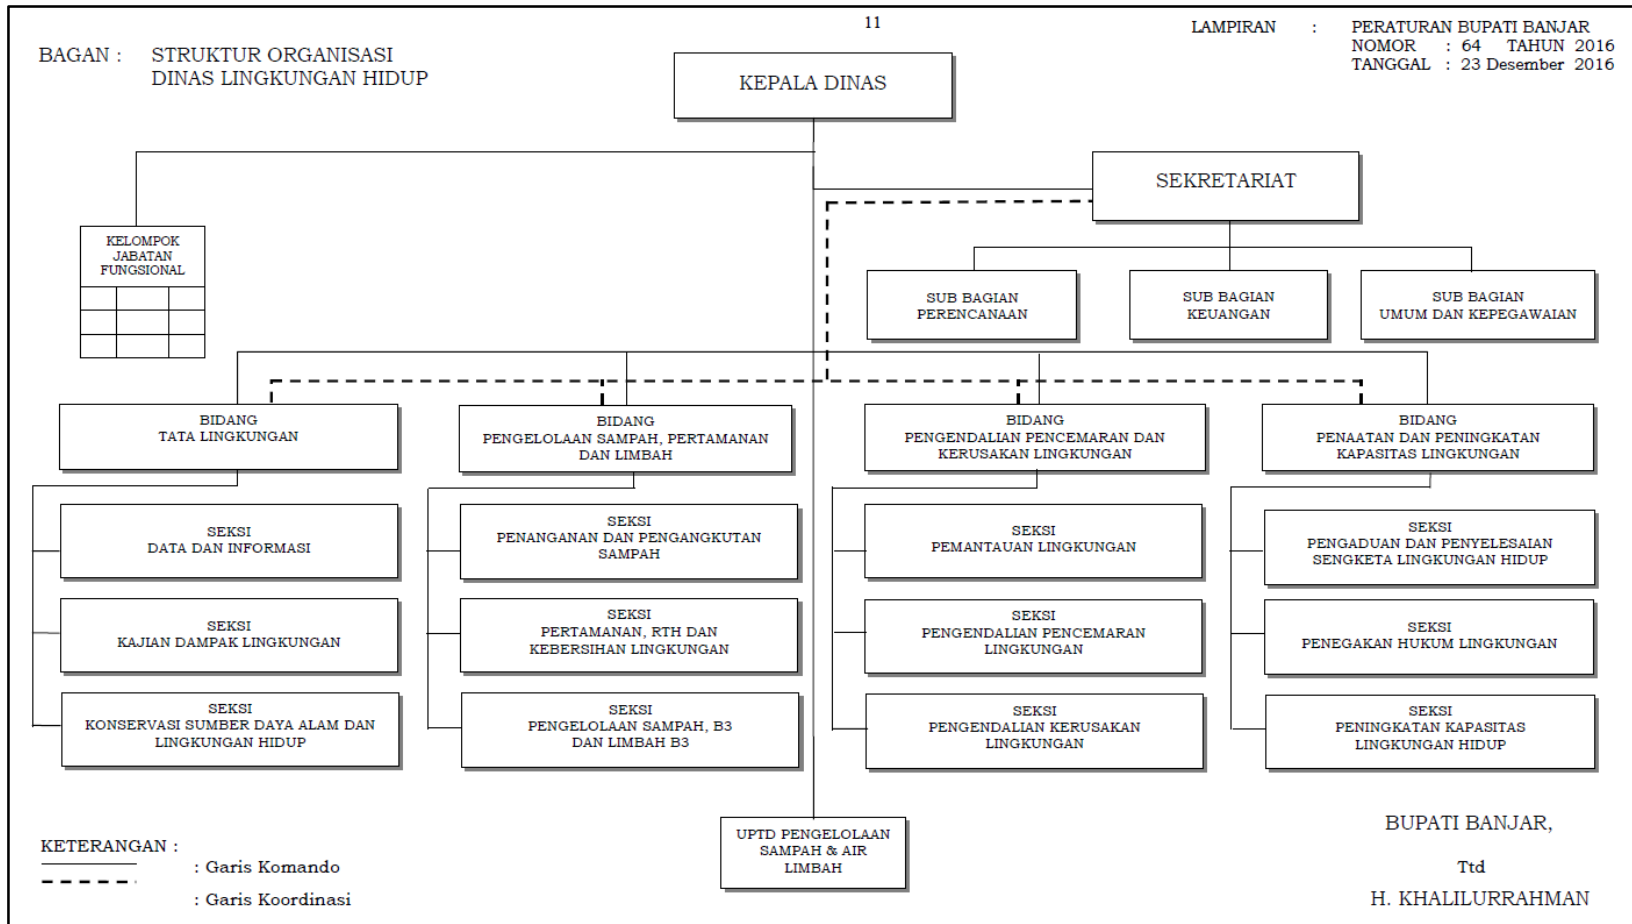 11
LAMPIRAN : PERATURAN BUPATI BANJAR
NOMOR : 64 TAHUN 2016
TANGGAL : 23 Desember 2016
BAGAN : STRUKTUR ORGANISASI
DINAS LINGKUNGAN HIDUP
KEPALA DINAS
SEKRETARIAT
KELOMPOK
JABATAN
FUNGSIONAL
SUB BAGIAN
PERENCANAAN
SUB BAGIAN
KEUANGAN
SUB BAGIAN
UMUM DAN KEPEGAWAIAN
BIDANG
TATA LINGKUNGAN
BIDANG
PENGELOLAAN SAMPAH, PERTAMANAN
DAN LIMBAH
BIDANG
PENGENDALIAN PENCEMARAN DAN
KERUSAKAN LINGKUNGAN
BIDANG
PENAATAN DAN PENINGKATAN
KAPASITAS LINGKUNGAN
SEKSI
DATA DAN INFORMASI
SEKSI
PENANGANAN DAN PENGANGKUTAN
SAMPAH
SEKSI
PEMANTAUAN LINGKUNGAN
SEKSI
PENGADUAN DAN PENYELESAIAN
SENGKETA LINGKUNGAN HIDUP
SEKSI
KAJIAN DAMPAK LINGKUNGAN
SEKSI
PERTAMANAN, RTH DAN
KEBERSIHAN LINGKUNGAN
SEKSI
PENGENDALIAN PENCEMARAN
LINGKUNGAN
SEKSI
PENEGAKAN HUKUM LINGKUNGAN
SEKSI
KONSERVASI SUMBER DAYA ALAM DAN
LINGKUNGAN HIDUP
SEKSI
PENGELOLAAN SAMPAH, B3
DAN LIMBAH B3
SEKSI
PENGENDALIAN KERUSAKAN
LINGKUNGAN
SEKSI
PENINGKATAN KAPASITAS
LINGKUNGAN HIDUP
UPTD PENGELOLAAN
SAMPAH & AIR
LIMBAH
KETERANGAN :
: Garis Komando
: Garis Koordinasi
BUPATI BANJAR,
Ttd
H. KHALILURRAHMAN